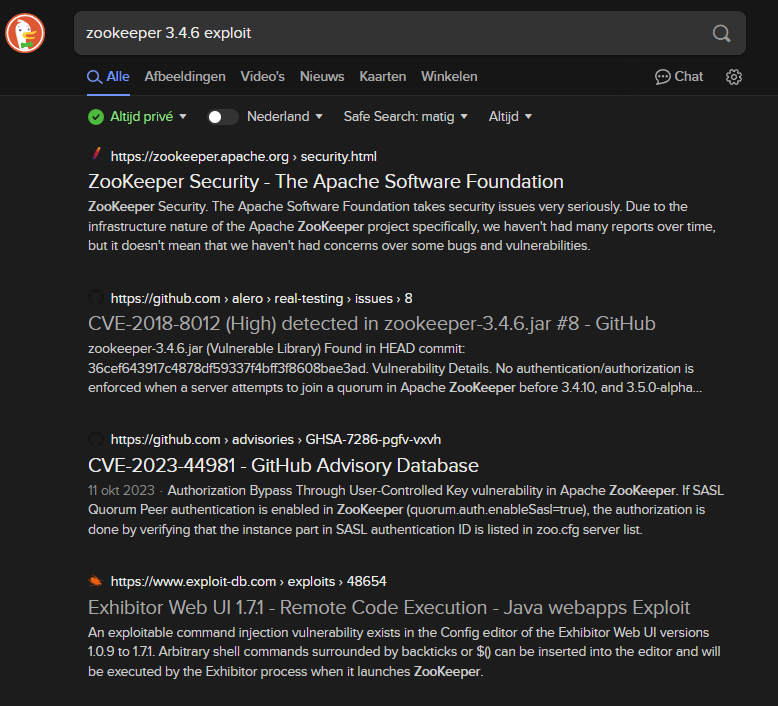 zookeeper 3.4.6 exploit
Alle Afbeeldingen Video's Nieuws Kaarten Winkelen Chat
Altijd privé Nederland Safe Search: matig Altijd
https://zookeeper.apache.org › security.html
ZooKeeper Security - The Apache Software Foundation
ZooKeeper Security. The Apache Software Foundation takes security issues very seriously. Due to the
infrastructure nature of the Apache ZooKeeper project specifically, we haven't had many reports over time,
but it doesn't mean that we haven't had concerns over some bugs and vulnerabilities.
https://github.com › alero › real-testing › issues › 8
CVE-2018-8012 (High) detected in zookeeper-3.4.6.jar #8 - GitHub
zookeeper-3.4.6.jar (Vulnerable Library) Found in HEAD commit:
36cef643917c4878df59337f4bff3f8608bae3ad. Vulnerability Details. No authentication/authorization is
enforced when a server attempts to join a quorum in Apache ZooKeeper before 3.4.10, and 3.5.0-alpha...
https://github.com › advisories › GHSA-7286-pgfv-vxvh
CVE-2023-44981 - GitHub Advisory Database
11 okt 2023 · Authorization Bypass Through User-Controlled Key vulnerability in Apache ZooKeeper. If SASL
Quorum Peer authentication is enabled in ZooKeeper (quorum.auth.enableSasl=true), the authorization is
done by verifying that the instance part in SASL authentication ID is listed in zoo.cfg server list.
https://www.exploit-db.com › exploits › 48654
Exhibitor Web UI 1.7.1 - Remote Code Execution - Java webapps Exploit
An exploitable command injection vulnerability exists in the Config editor of the Exhibitor Web UI versions
1.0.9 to 1.7.1. Arbitrary shell commands surrounded by backticks or $() can be inserted into the editor and will
be executed by the Exhibitor process when it launches ZooKeeper.